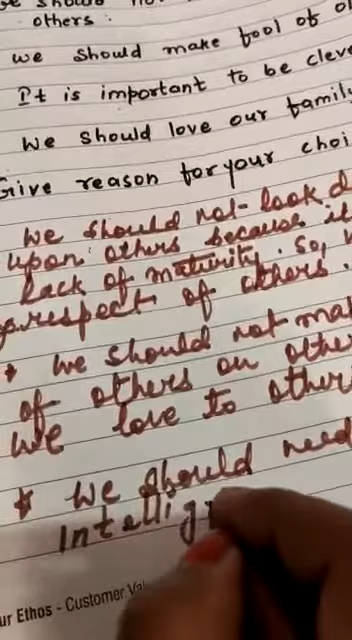 others.
we should make fool of
It is important to be cleve
We should love our family
Give reason for your choi
we should not look d
upon others because it
lack of maturity. So,
respect of others.
* we should not ma
of others on othe
We love to other
* we should need
intellig
ur Ethos - Customer Va